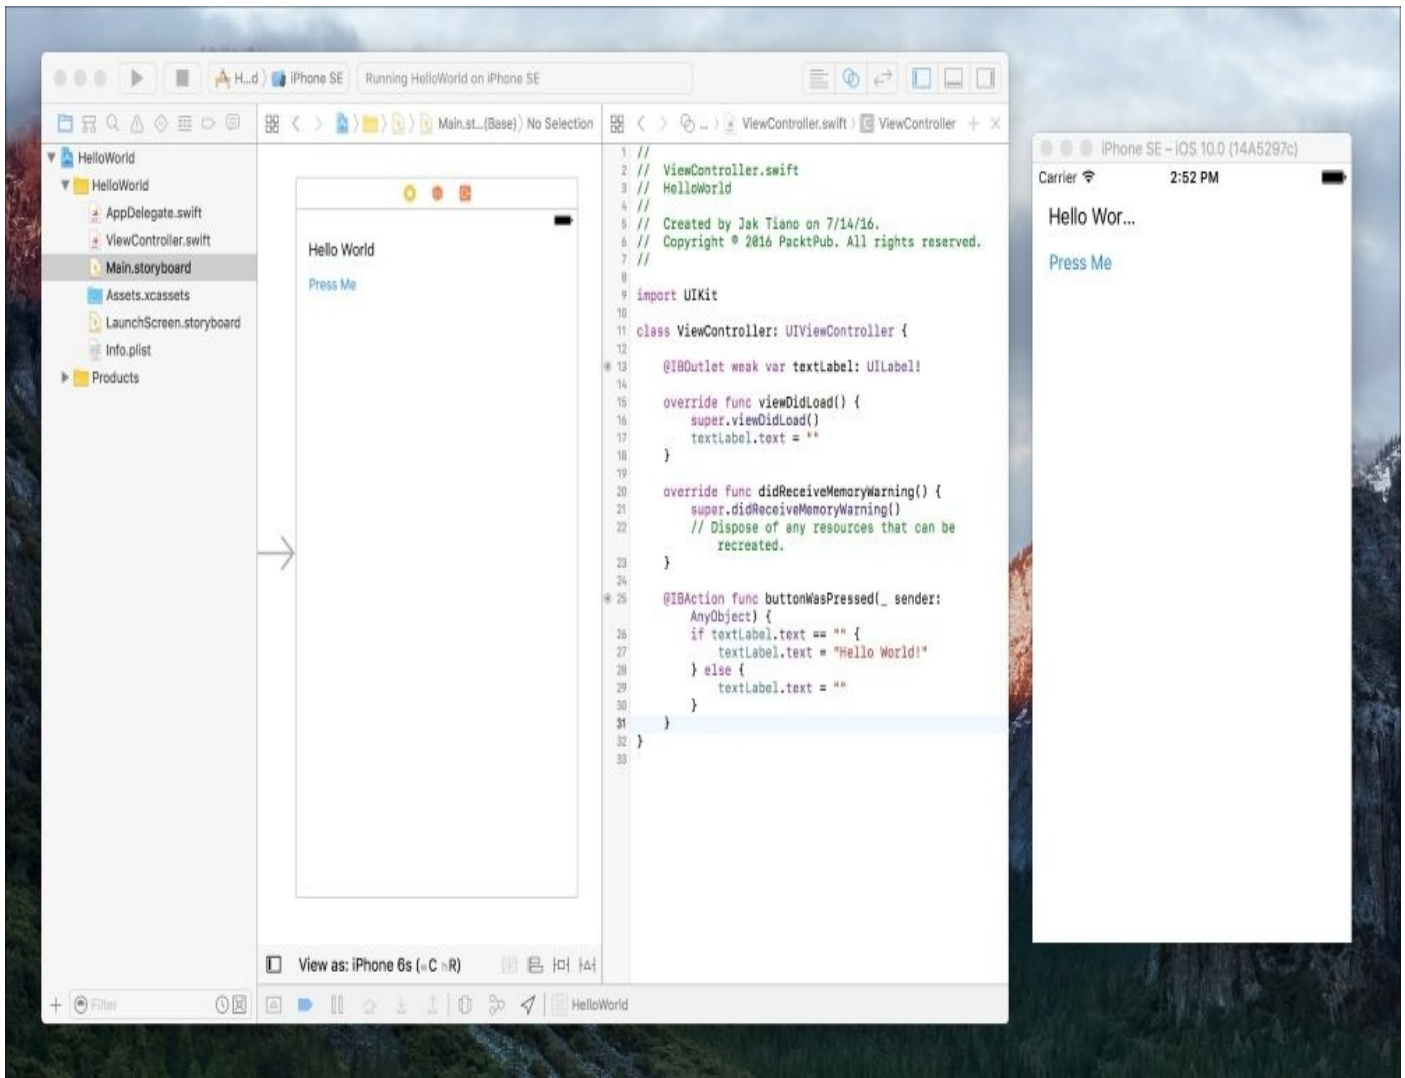 H...d iPhone SE Running HelloWorld on iPhone SE
Main.st...(Base) No Selection
... ViewController.swift ViewController
HelloWorld
HelloWorld
AppDelegate.swift
ViewController.swift
Main.storyboard
Assets.xcassets
LaunchScreen.storyboard
Info.plist
Products
Filter
Hello World
Press Me
View as: iPhone 6s (wC hR)
HelloWorld
1 //
2 // ViewController.swift
3 // HelloWorld
4 //
5 // Created by Jak Tiano on 7/14/16.
6 // Copyright © 2016 PacktPub. All rights reserved.
7 //
8
9 import UIKit
10
11 class ViewController: UIViewController {
12
13 @IBOutlet weak var textLabel: UILabel!
14
15 override func viewDidLoad() {
16 super.viewDidLoad()
17 textLabel.text = ""
18 }
19
20 override func didReceiveMemoryWarning() {
21 super.didReceiveMemoryWarning()
22 // Dispose of any resources that can be
recreated.
23 }
24
25 @IBAction func buttonWasPressed(_ sender:
AnyObject) {
26 if textLabel.text == "" {
27 textLabel.text = "Hello World!"
28 } else {
29 textLabel.text = ""
30 }
31 }
32 }
33
iPhone SE – iOS 10.0 (14A5297c)
Carrier 2:52 PM
Hello Wor...
Press Me